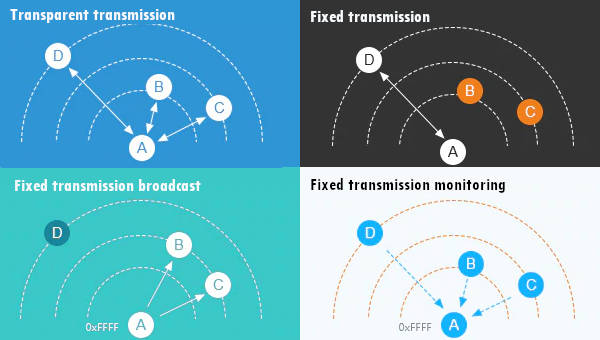 Transparent transmission
D
B
C
A
Fixed transmission
D
B
C
A
Fixed transmission broadcast
D
B
C
0xFFFF
A
Fixed transmission monitoring
D
B
C
0xFFFF
A